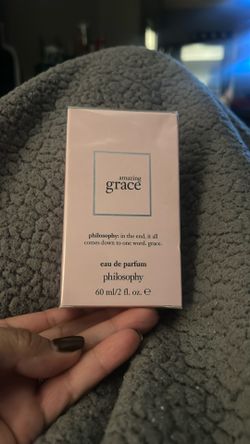 amazing
grace
philosophy: in the end, it all
comes down to one word. grace.
eau de parfum
philosophy
60 ml/2 fl. oz. ℮